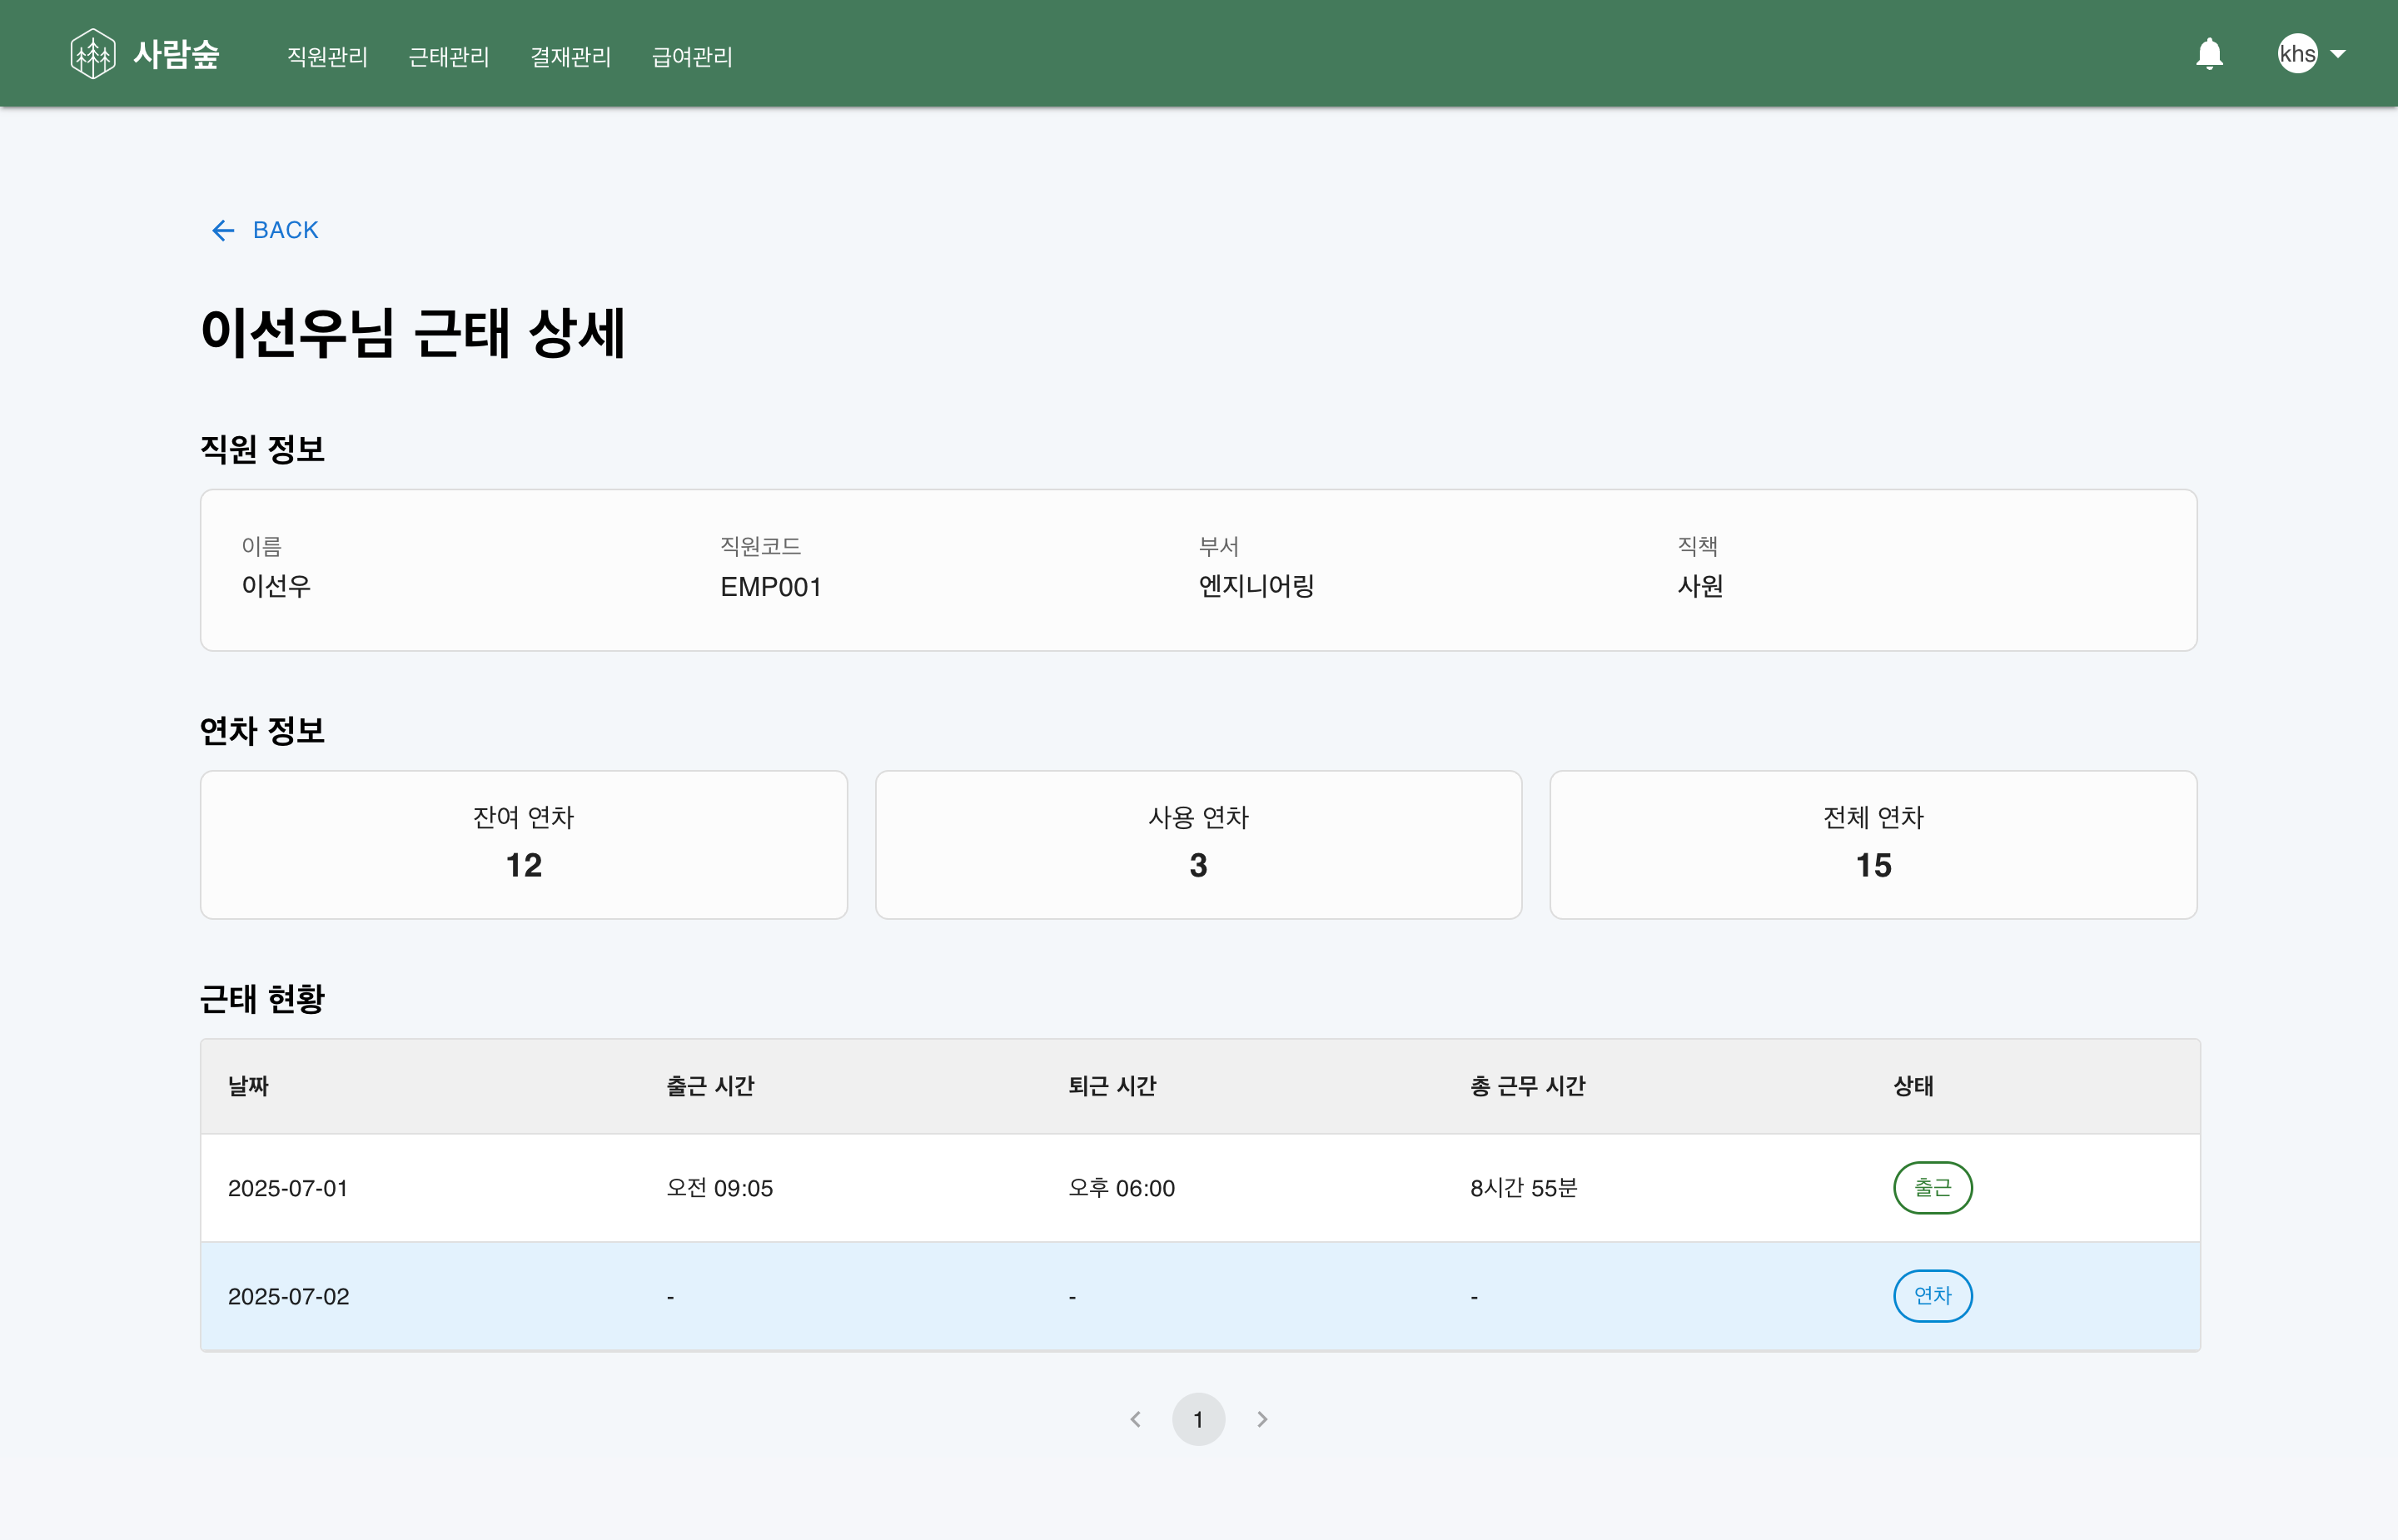 사람숲 직원관리 근태관리 결재관리 급여관리 khs
BACK
이선우님 근태 상세
직원 정보
이름 직원코드 부서 직책
이선우 EMP001 엔지니어링 사원
연차 정보
잔여 연차 사용 연차 전체 연차
12 3 15
근태 현황
날짜 출근 시간 퇴근 시간 총 근무 시간 상태
2025-07-01 오전 09:05 오후 06:00 8시간 55분 출근
2025-07-02 - - - 연차
1